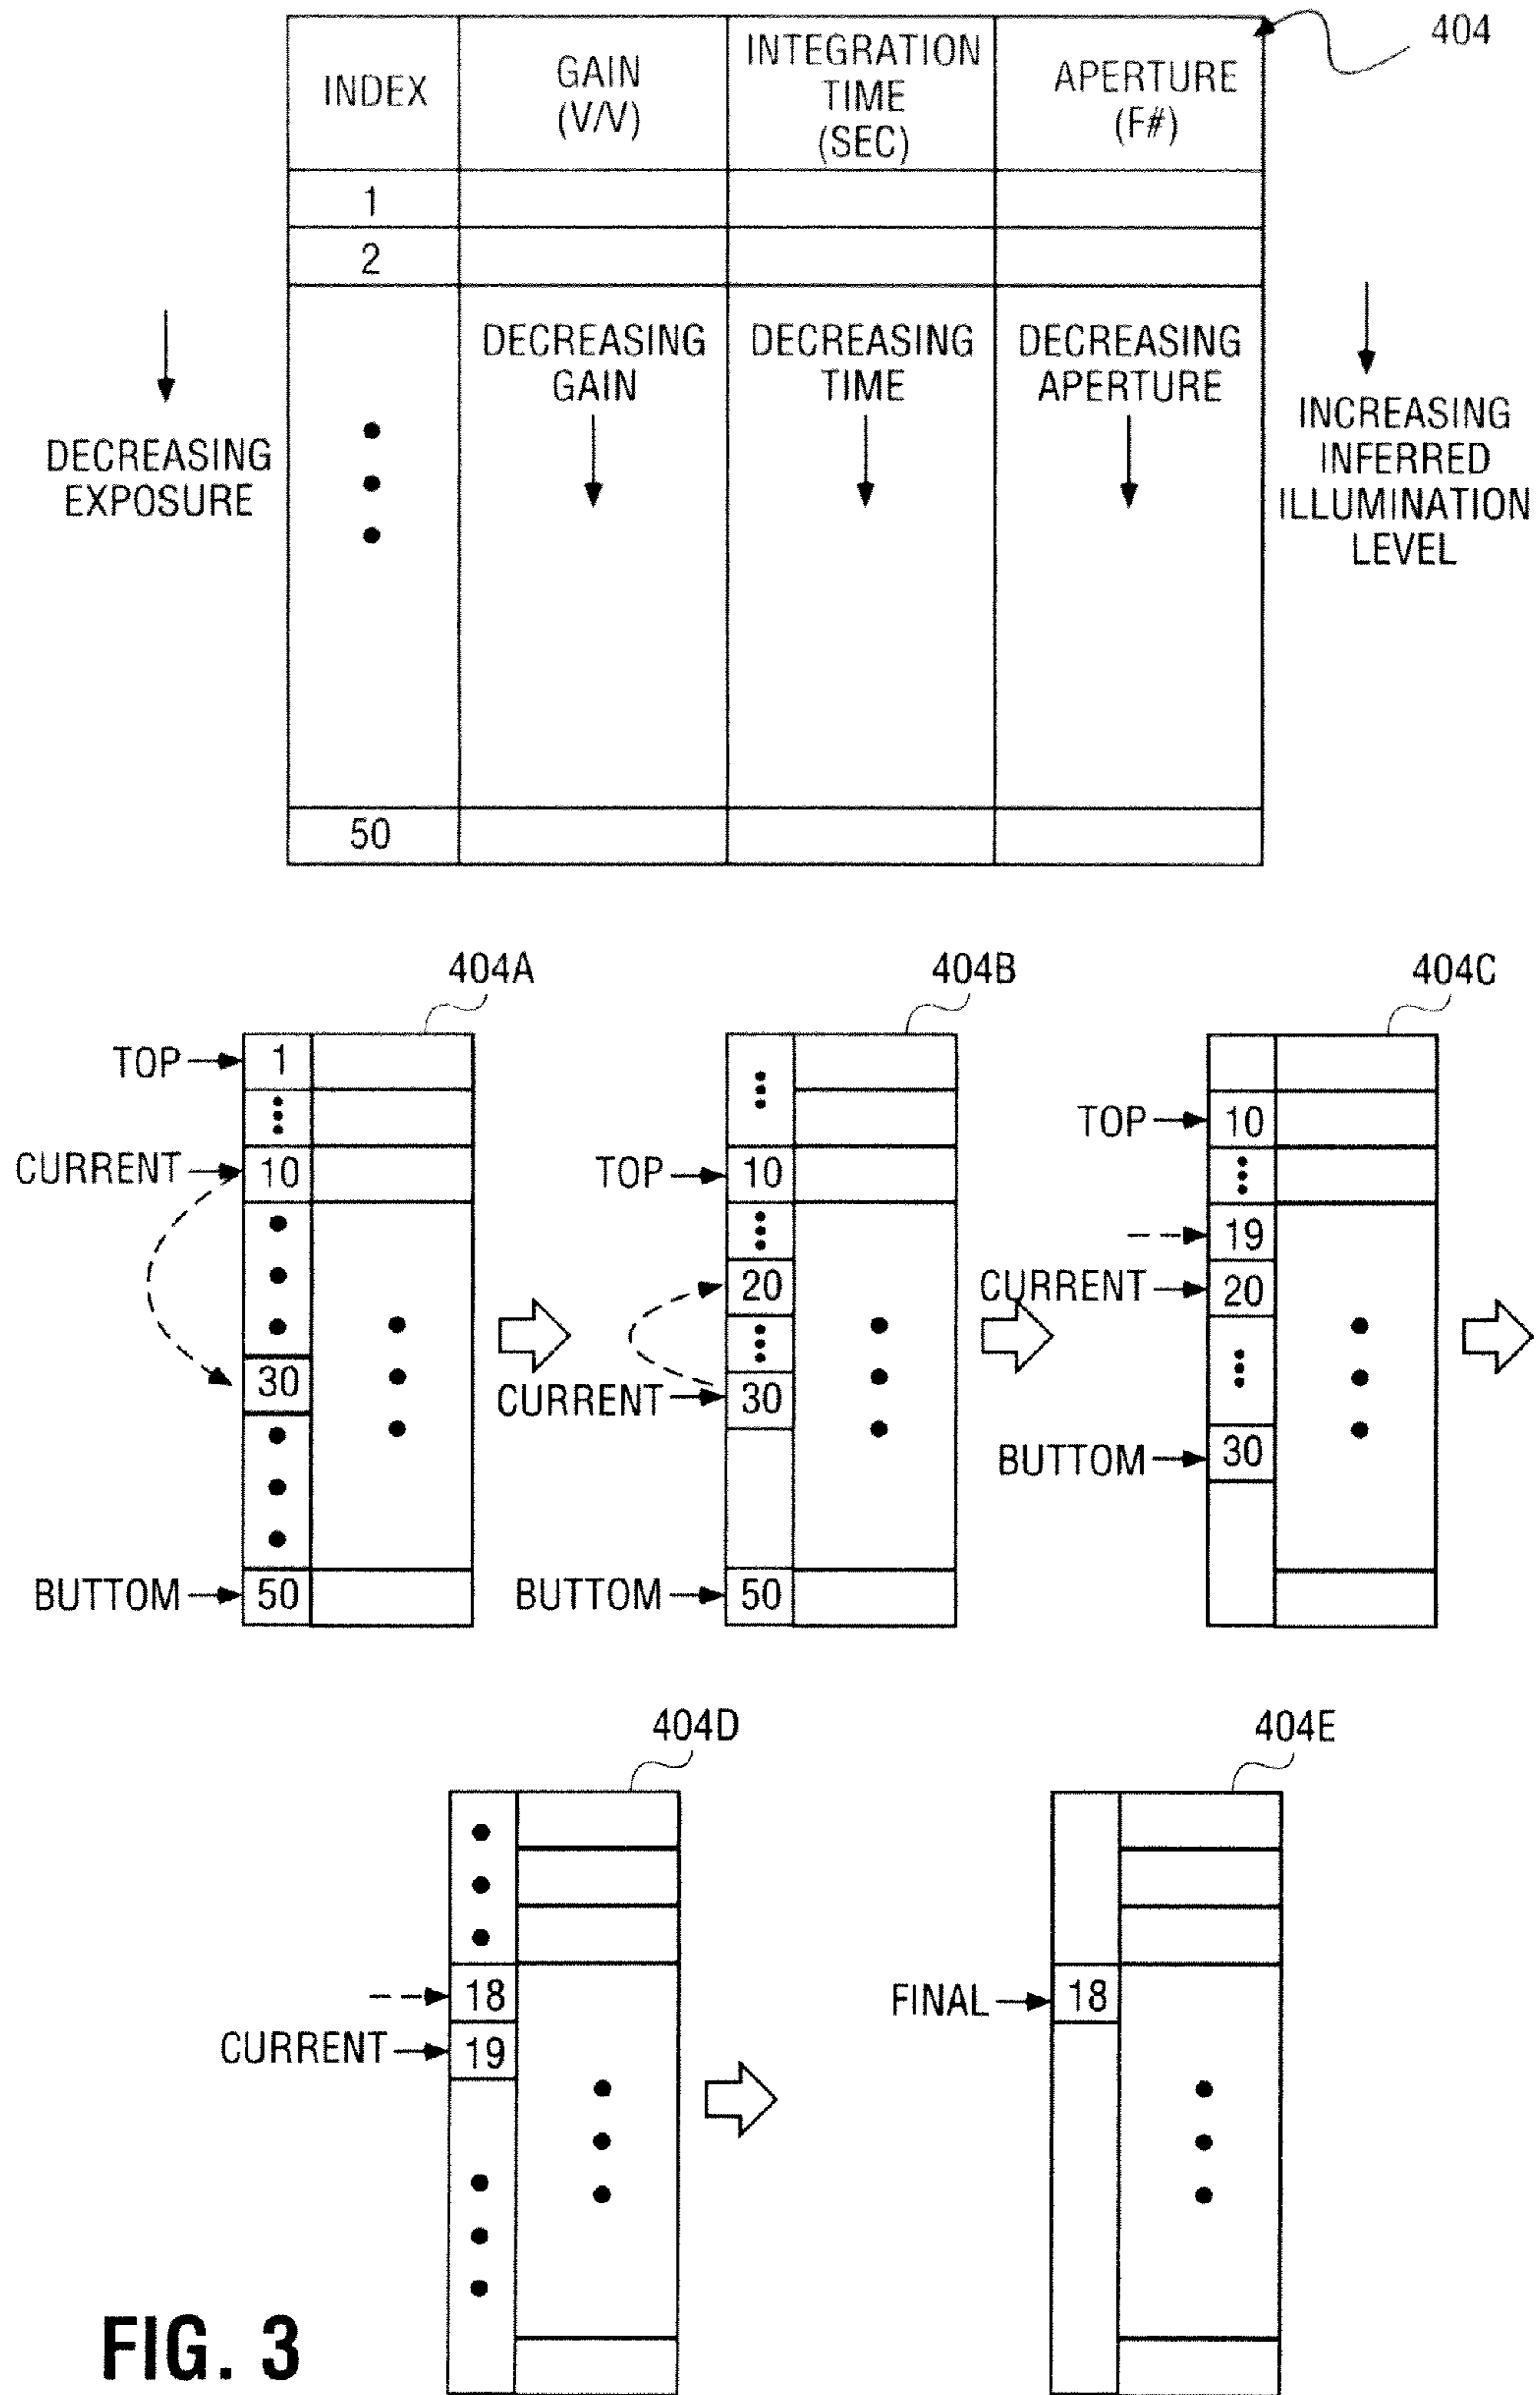 404
INDEX
GAIN
(V/V)
INTEGRATION
TIME
(SEC)
APERTURE
(F#)
1
2
DECREASING
EXPOSURE
DECREASING
GAIN
DECREASING
TIME
DECREASING
APERTURE
INCREASING
INFERRED
ILLUMINATION
LEVEL
50
404A
TOP
1
CURRENT
10
30
BUTTOM
50
404B
TOP
10
20
CURRENT
30
BUTTOM
50
404C
TOP
10
19
CURRENT
20
BUTTOM
30
404D
18
CURRENT
19
404E
FINAL
18
FIG. 3